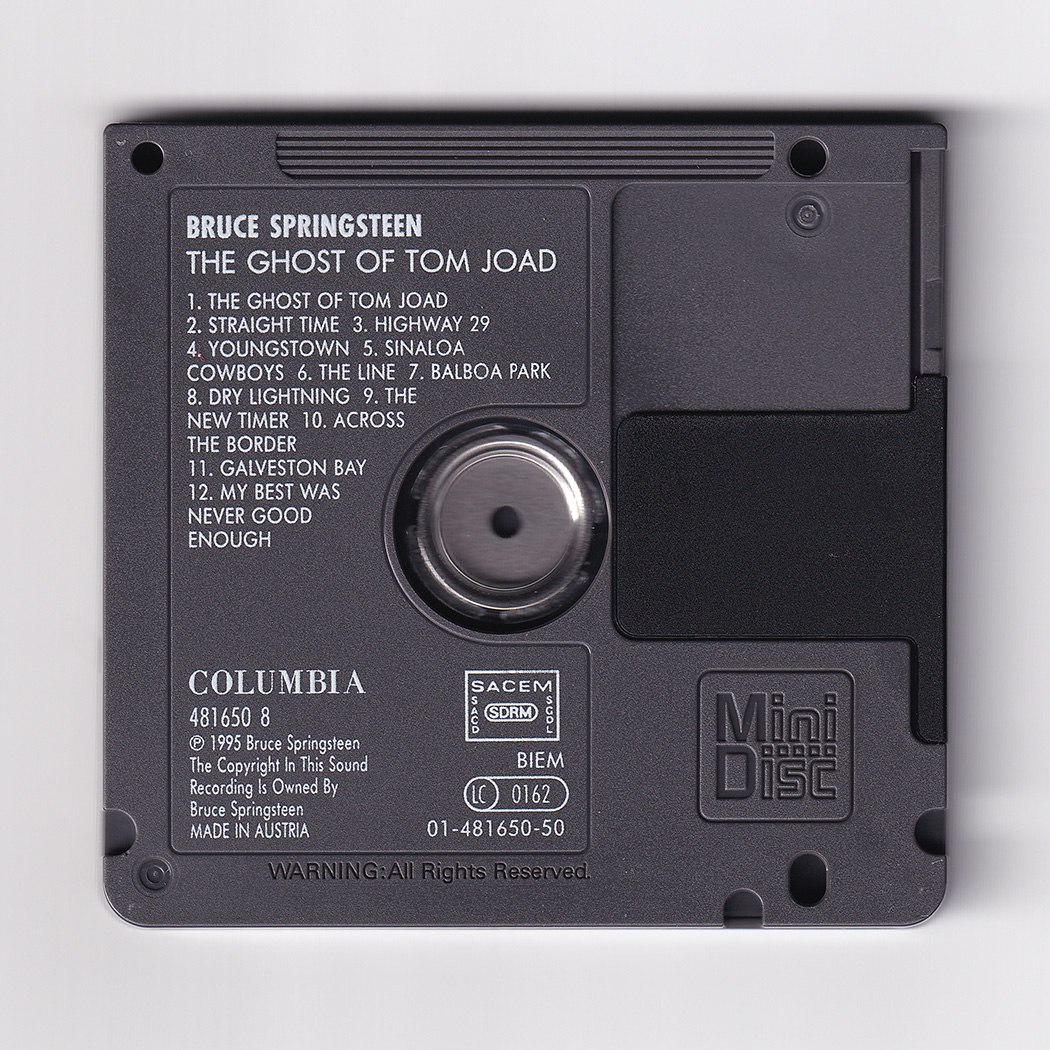 BRUCE SPRINGSTEEN
THE GHOST OF TOM JOAD
1. THE GHOST OF TOM JOAD
2. STRAIGHT TIME 3. HIGHWAY 29
4. YOUNGSTOWN 5. SINALOA
COWBOYS 6. THE LINE 7. BALBOA PARK
8. DRY LIGHTNING 9. THE
NEW TIMER 10. ACROSS
THE BORDER
11. GALVESTON BAY
12. MY BEST WAS
NEVER GOOD
ENOUGH
COLUMBIA
481650 8
℗ 1995 Bruce Springsteen
The Copyright In This Sound
Recording Is Owned By
Bruce Springsteen
MADE IN AUSTRIA
SACEM
SACD
SDRM
SGDL
BIEM
LC 0162
01-481650-50
Mini
Disc
WARNING:All Rights Reserved.